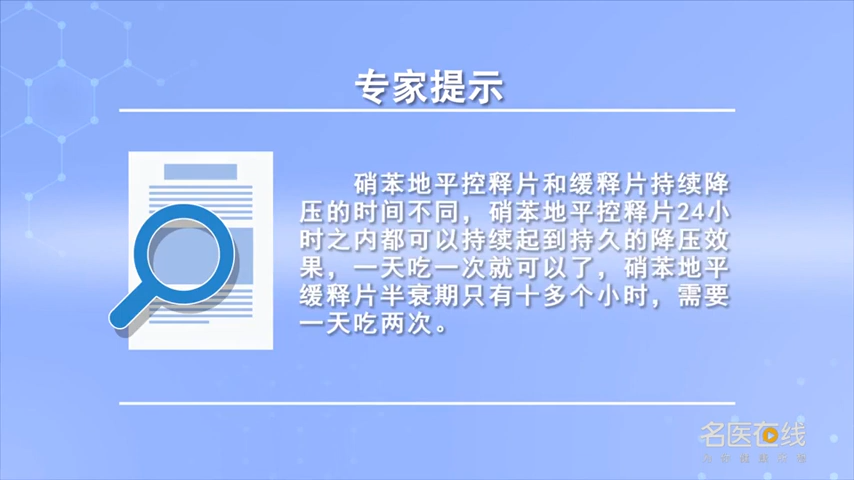 专家提示
硝苯地平控释片和缓释片持续降
压的时间不同，硝苯地平控释片24小
时之内都可以持续起到持久的降压效
果，一天吃一次就可以了，硝苯地平
缓释片半衰期只有十多个小时，需要
一天吃两次。
名医在线